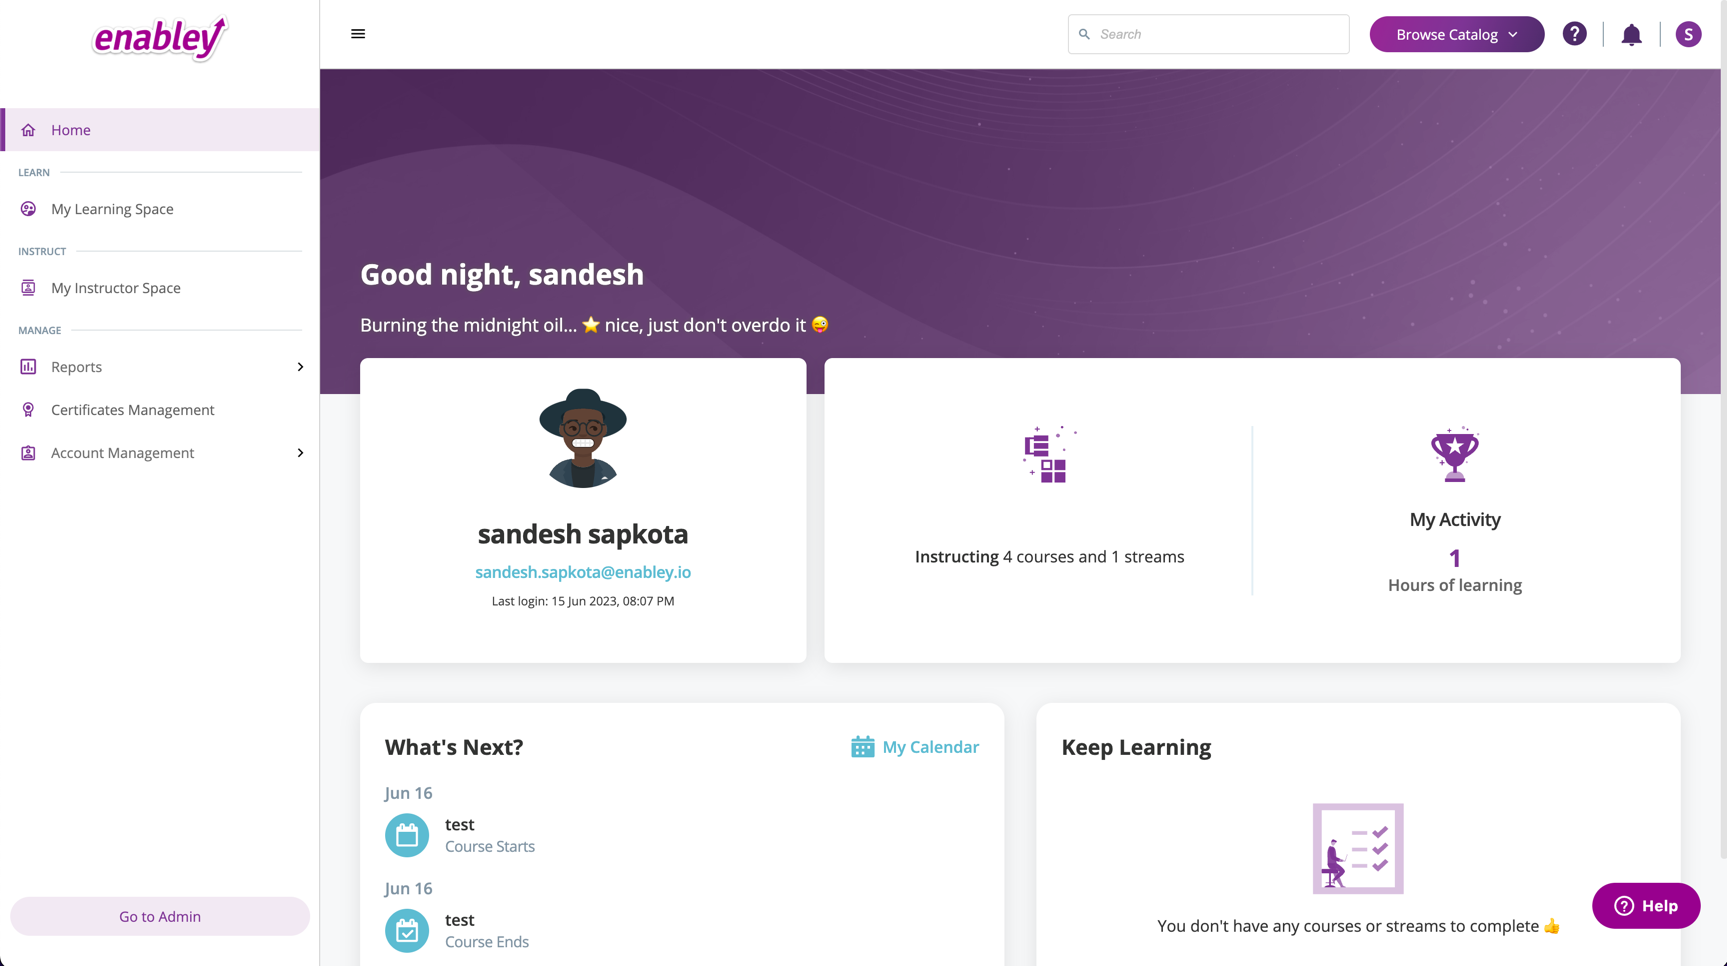 enabley
Search
Browse Catalog
?
S
Home
LEARN
My Learning Space
INSTRUCT
My Instructor Space
MANAGE
Reports
Certificates Management
Account Management
Go to Admin
Good night, sandesh
Burning the midnight oil... ⭐ nice, just don't overdo it 😜
sandesh sapkota
sandesh.sapkota@enabley.io
Last login: 15 Jun 2023, 08:07 PM
Instructing 4 courses and 1 streams
My Activity
1
Hours of learning
What's Next?
My Calendar
Jun 16
test
Course Starts
Jun 16
test
Course Ends
Keep Learning
You don't have any courses or streams to complete 👍
? Help